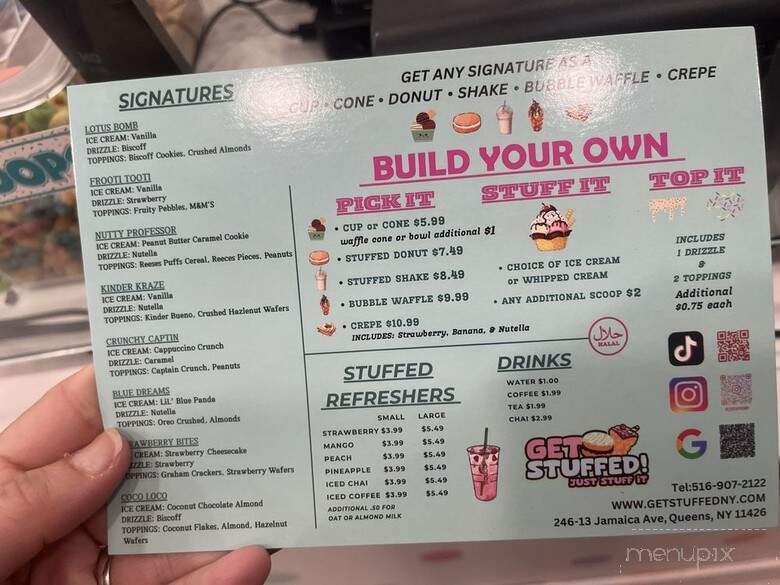 SIGNATURES
LOTUS BOMB
ICE CREAM: Vanilla
DRIZZLE: Biscoff
TOPPINGS: Biscoff Cookies, Crushed Almonds
FROOTI TOOTI
ICE CREAM: Vanilla
DRIZZLE: Strawberry
TOPPINGS: Fruity Pebbles, M&M'S
NUTTY PROFESSOR
ICE CREAM: Peanut Butter Caramel Cookie
DRIZZLE: Nutella
TOPPINGS: Reeses Puffs Cereal, Reeces Pieces, Peanuts
KINDER KRAZE
ICE CREAM: Vanilla
DRIZZLE: Nutella
TOPPINGS: Kinder Bueno, Crushed Hazlenut Wafers
CRUNCHY CAPTIN
ICE CREAM: Cappuccino Crunch
DRIZZLE: Caramel
TOPPINGS: Captain Crunch, Peanuts
BLUE DREAMS
ICE CREAM: Lil' Blue Panda
DRIZZLE: Nutella
TOPPINGS: Oreo Crushed, Almonds
RAWBERRY BITES
CREAM: Strawberry Cheesecake
ZZLE: Strawberry
TOPPINGS: Graham Crackers, Strawberry Wafers
COCO LOCO
ICE CREAM: Coconut Chocolate Almond
DRIZZLE: Biscoff
TOPPINGS: Coconut Flakes, Almond, Hazelnut
Wafers
GET ANY SIGNATURE AS A
CUP • CONE • DONUT • SHAKE • BUBBLE WAFFLE • CREPE
BUILD YOUR OWN
PICK IT
• CUP or CONE $5.99
waffle cone or bowl additional $1
• STUFFED DONUT $7.49
• STUFFED SHAKE $8.49
• BUBBLE WAFFLE $9.99
• CREPE $10.99
INCLUDES: Strawberry, Banana, & Nutella
STUFF IT
• CHOICE OF ICE CREAM
or WHIPPED CREAM
• ANY ADDITIONAL SCOOP $2
TOP IT
INCLUDES
1 DRIZZLE
&
2 TOPPINGS
Additional
$0.75 each
حلال
HALAL
STUFFED
REFRESHERS
SMALL LARGE
STRAWBERRY $3.99 $5.49
MANGO $3.99 $5.49
PEACH $3.99 $5.49
PINEAPPLE $3.99 $5.49
ICED CHAI $3.99 $5.49
ICED COFFEE $3.99 $5.49
ADDITIONAL .50 FOR
OAT OR ALMOND MILK
DRINKS
WATER $1.00
COFFEE $1.99
TEA $1.99
CHAI $2.99
GET
STUFFED!
JUST STUFF IT
Tel:516-907-2122
WWW.GETSTUFFEDNY.COM
246-13 Jamaica Ave, Queens, NY 11426
menupix